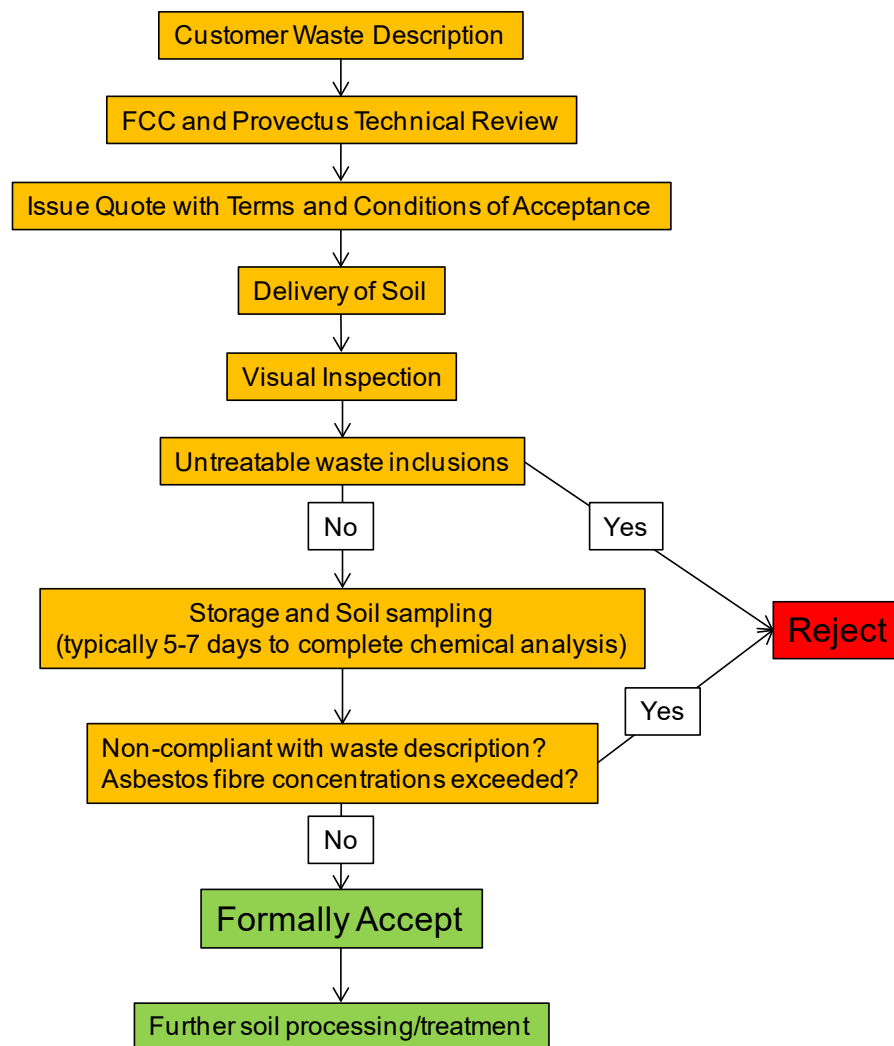 Customer Waste Description
FCC and Provectus Technical Review
Issue Quote with Terms and Conditions of Acceptance
Delivery of Soil
Visual Inspection
Untreatable waste inclusions
No
Yes
Storage and Soil sampling
(typically 5-7 days to complete chemical analysis)
Reject
Yes
Non-compliant with waste description?
Asbestos fibre concentrations exceeded?
No
Formally Accept
Further soil processing/treatment